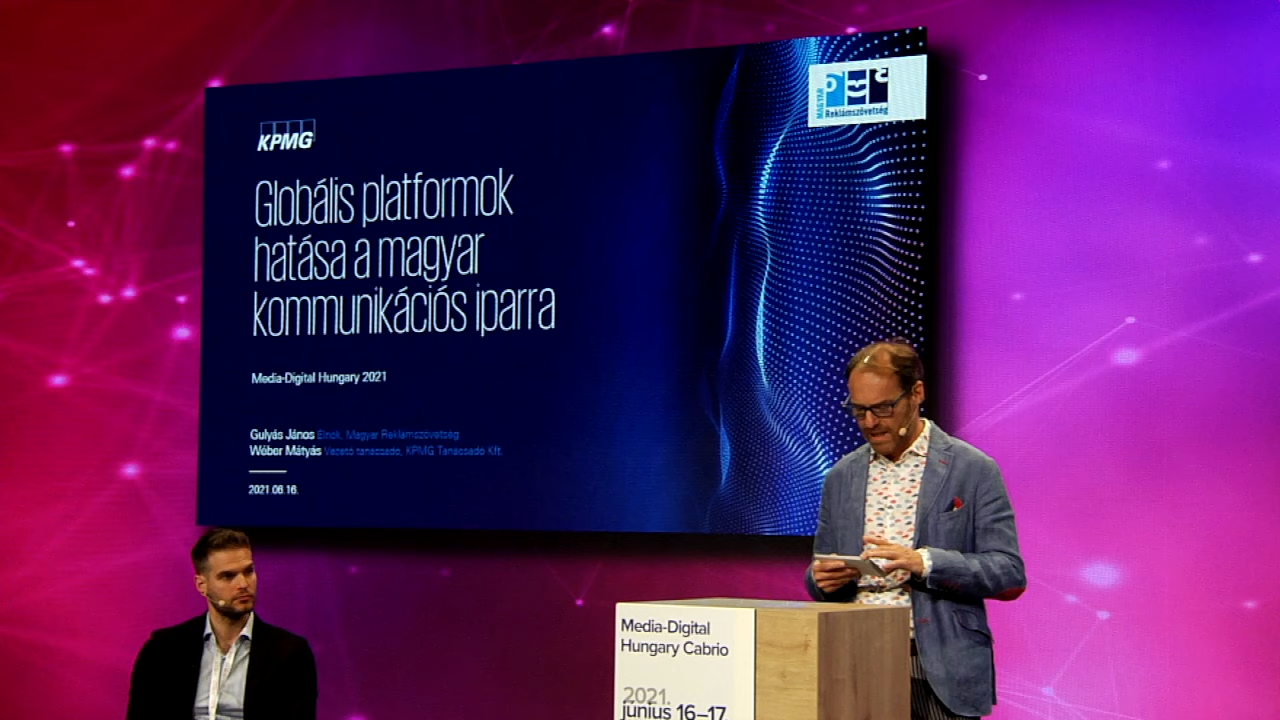 KPMG
MAGYAR
Reklámszövetség
Globális platformok
hatása a magyar
kommunikációs iparra
Media-Digital Hungary 2021
Gulyás János Elnök, Magyar Reklámszövetség
Wéber Mátyás Vezető tanácsadó, KPMG Tanácsadó Kft.
2021.06.16.
Media-Digital
Hungary Cabrio
2021.
június 16–17